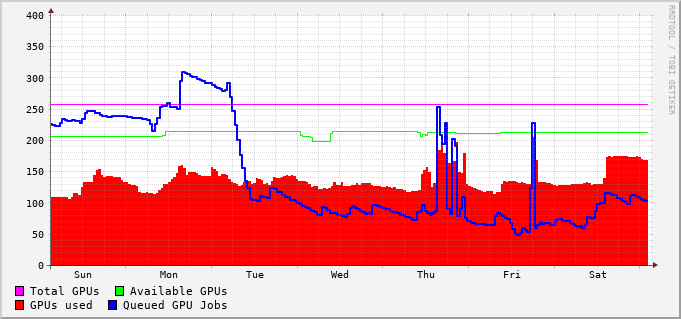 400
350
300
250
200
150
100
50
0
Sun Mon Tue Wed Thu Fri Sat
Total GPUs Available GPUs
GPUs used Queued GPU Jobs
RRDTOOL / TOBI OETIKER